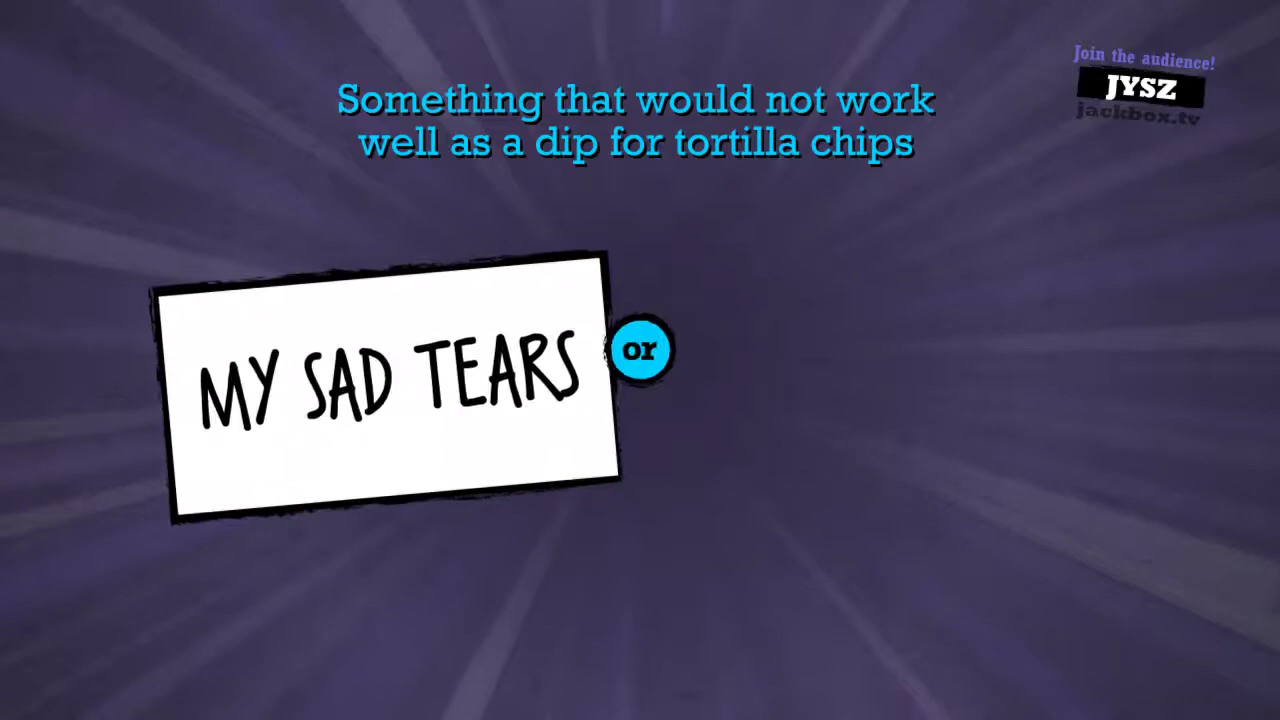 Join the audience!
JYSZ
jackbox.tv
Something that would not work
well as a dip for tortilla chips
MY SAD TEARS
or